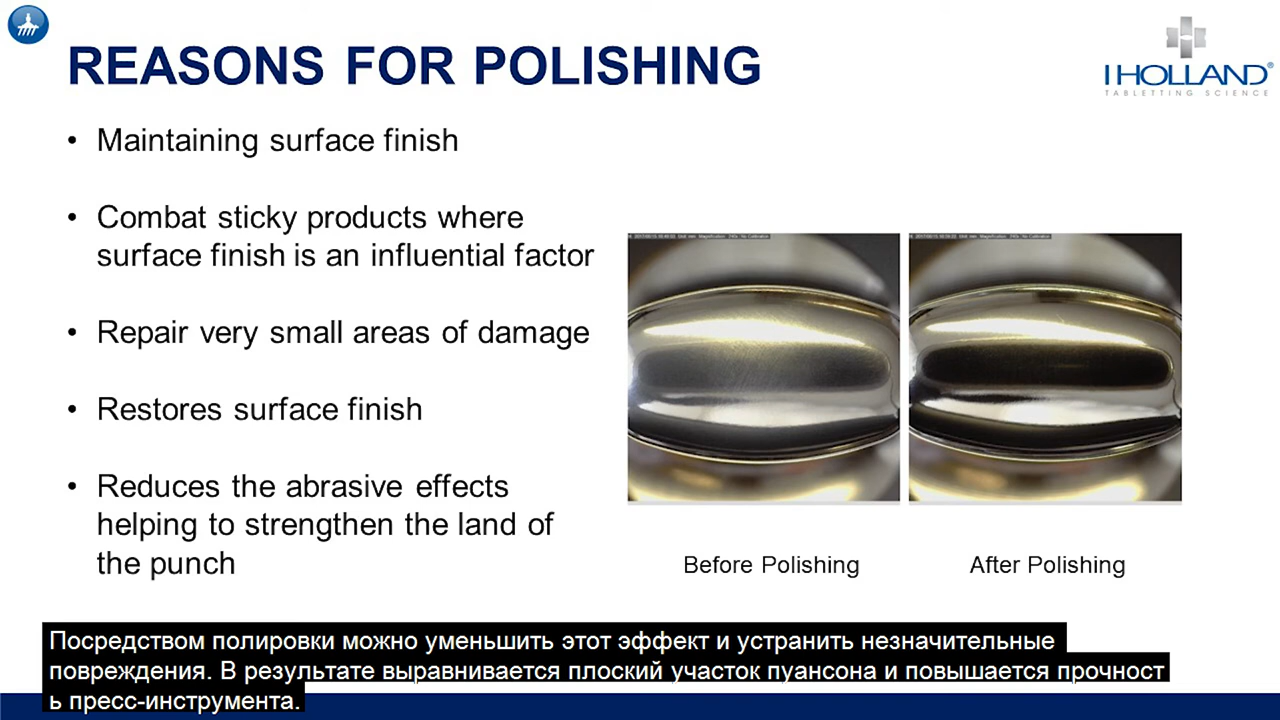 REASONS FOR POLISHING
I HOLLAND®
TABLETTING SCIENCE
• Maintaining surface finish
• Combat sticky products where
surface finish is an influential factor
• Repair very small areas of damage
• Restores surface finish
• Reduces the abrasive effects
helping to strengthen the land of
the punch
Before Polishing
After Polishing
Посредством полировки можно уменьшить этот эффект и устранить незначительные
повреждения. В результате выравнивается плоский участок пуансона и повышается прочност
ь пресс-инструмента.